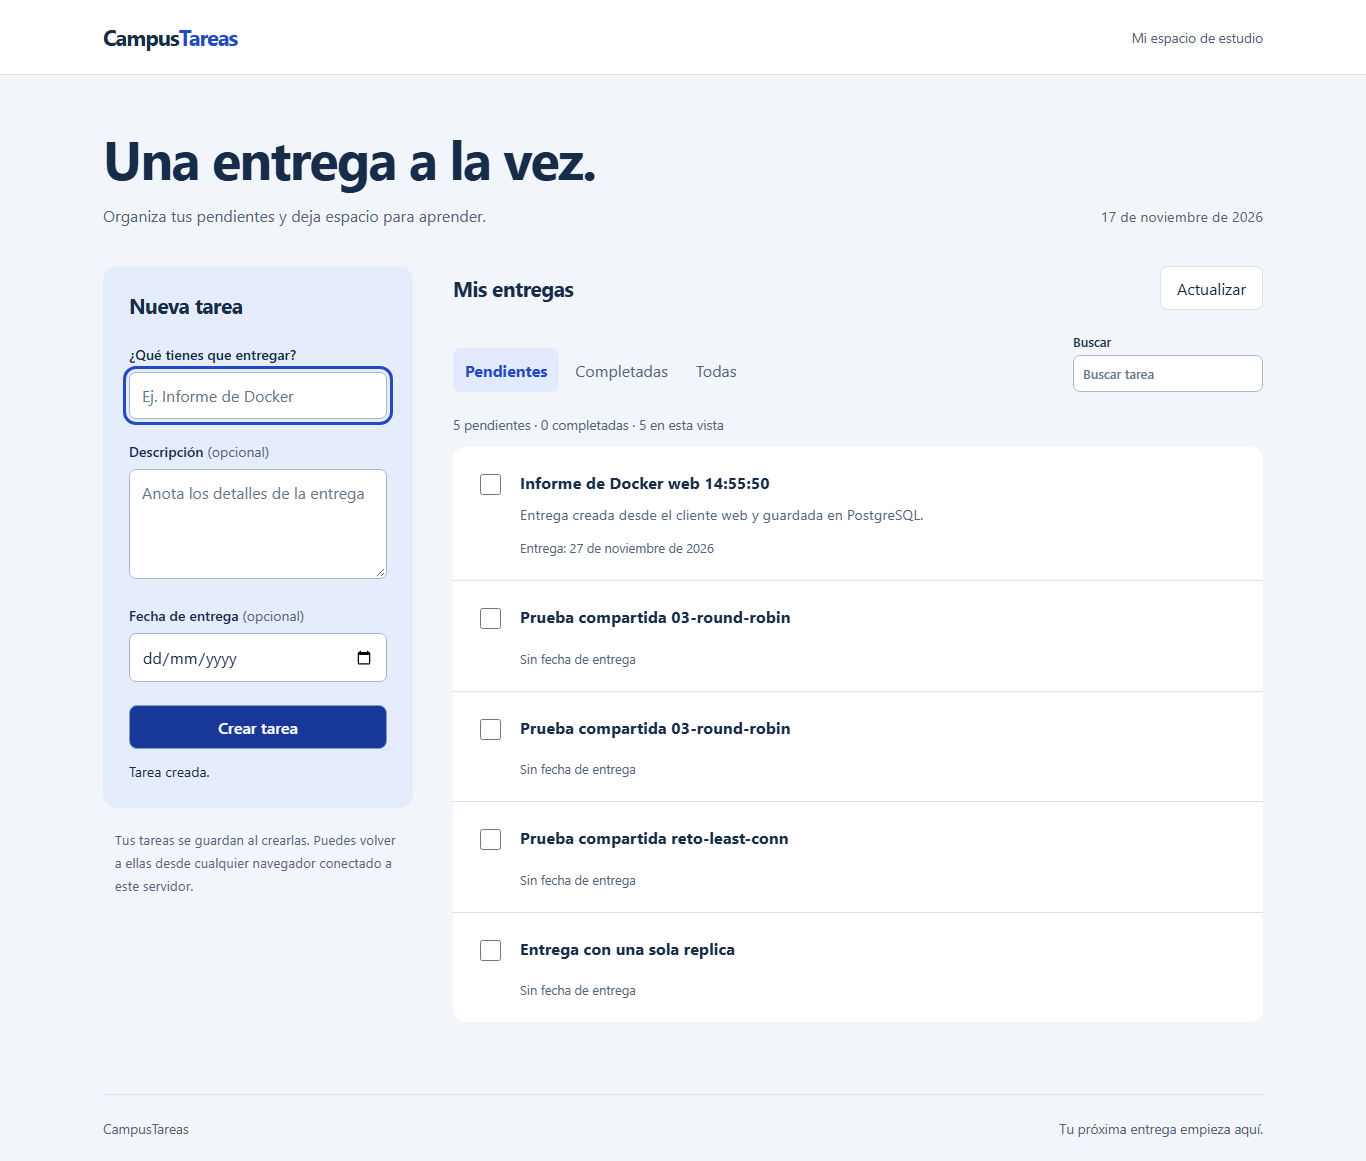 CampusTareas
Mi espacio de estudio
Una entrega a la vez.
Organiza tus pendientes y deja espacio para aprender.
17 de noviembre de 2026
Nueva tarea
¿Qué tienes que entregar?
Ej. Informe de Docker
Descripción (opcional)
Anota los detalles de la entrega
Fecha de entrega (opcional)
dd/mm/yyyy
Crear tarea
Tarea creada.
Tus tareas se guardan al crearlas. Puedes volver
a ellas desde cualquier navegador conectado a
este servidor.
Mis entregas
Actualizar
Pendientes
Completadas
Todas
Buscar
Buscar tarea
5 pendientes · 0 completadas · 5 en esta vista
Informe de Docker web 14:55:50
Entrega creada desde el cliente web y guardada en PostgreSQL.
Entrega: 27 de noviembre de 2026
Prueba compartida 03-round-robin
Sin fecha de entrega
Prueba compartida 03-round-robin
Sin fecha de entrega
Prueba compartida reto-least-conn
Sin fecha de entrega
Entrega con una sola replica
Sin fecha de entrega
CampusTareas
Tu próxima entrega empieza aquí.